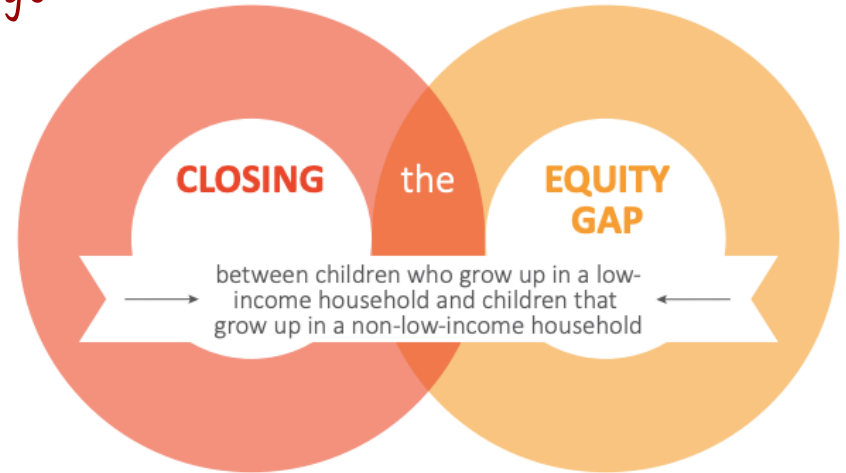 CLOSING the EQUITY
GAP
between children who grow up in a low-
income household and children that
grow up in a non-low-income household